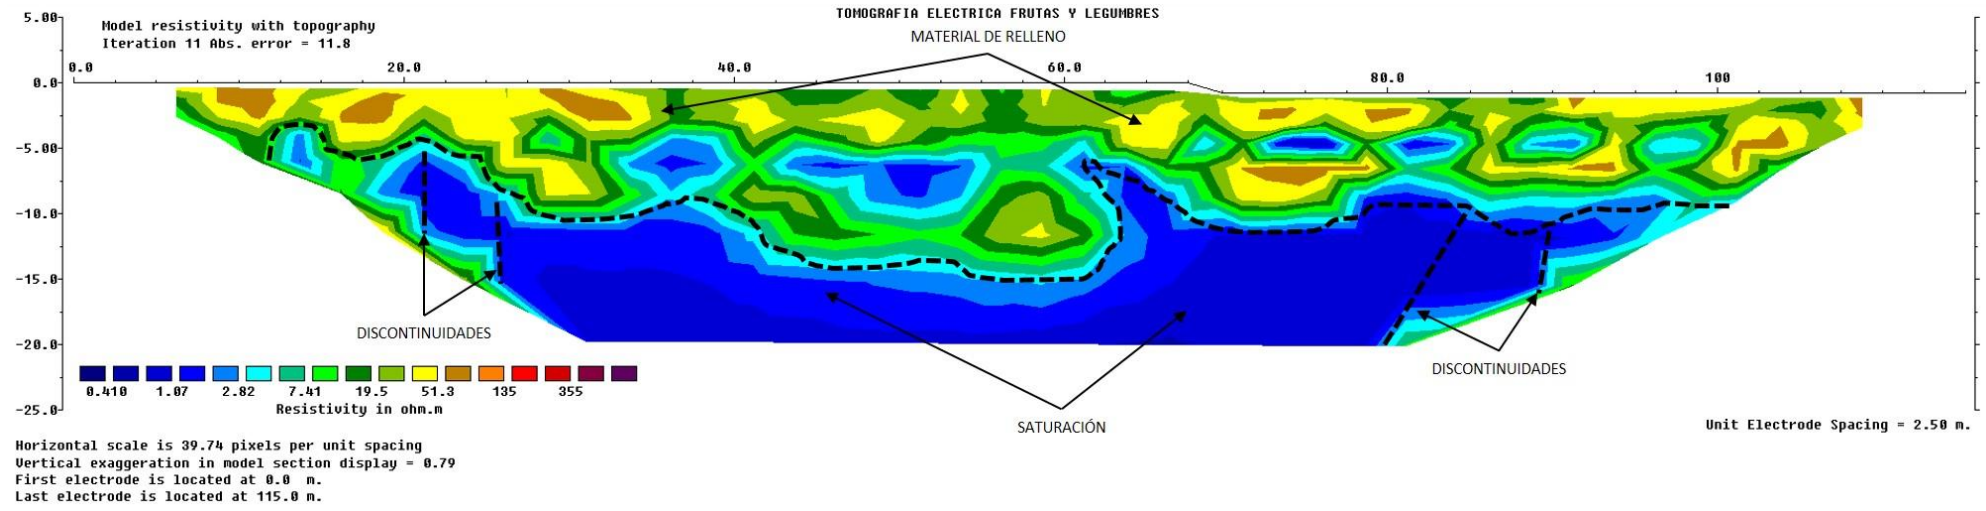 TOMOGRAFIA ELECTRICA FRUTAS Y LEGUMBRES
Model resistivity with topography
Iteration 11 Abs. error = 11.8
MATERIAL DE RELLENO
5.00
0.0 20.0 40.0 60.0 80.0 100
0.0
-5.00
-10.0
-15.0
-20.0
-25.0
DISCONTINUIDADES
DISCONTINUIDADES
SATURACIÓN
0.410 1.07 2.82 7.41 19.5 51.3 135 355
Resistivity in ohm.m
Unit Electrode Spacing = 2.50 m.
Horizontal scale is 39.74 pixels per unit spacing
Vertical exaggeration in model section display = 0.79
First electrode is located at 0.0 m.
Last electrode is located at 115.0 m.